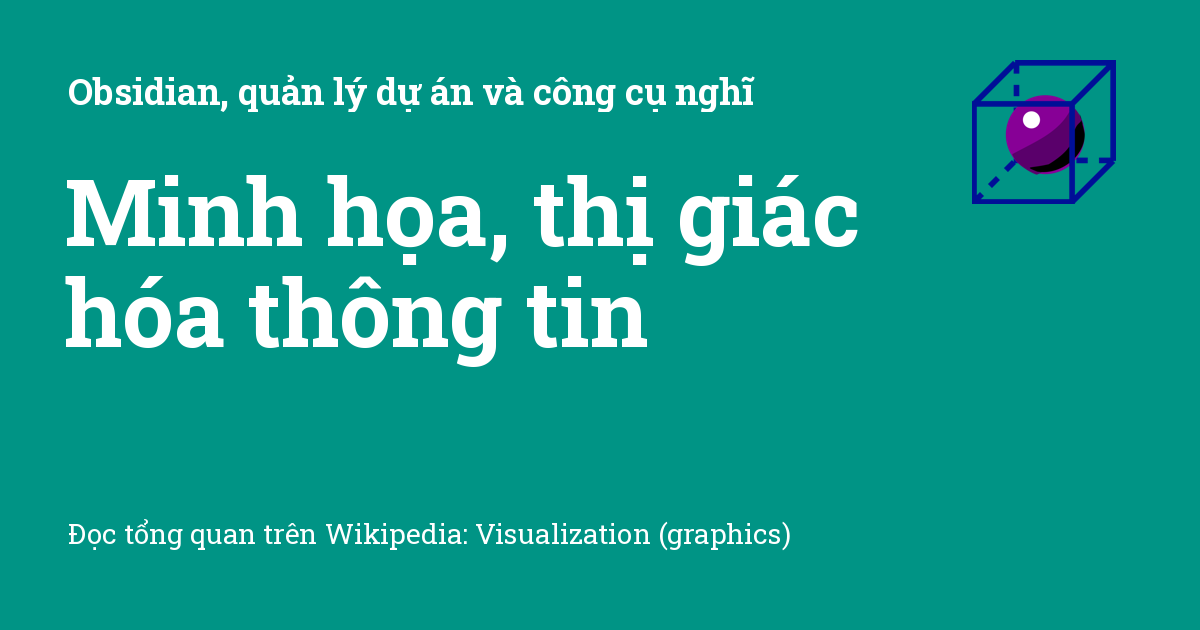 Obsidian, quản lý dự án và công cụ nghĩ
Minh họa, thị giác
hóa thông tin
Đọc tổng quan trên Wikipedia: Visualization (graphics)